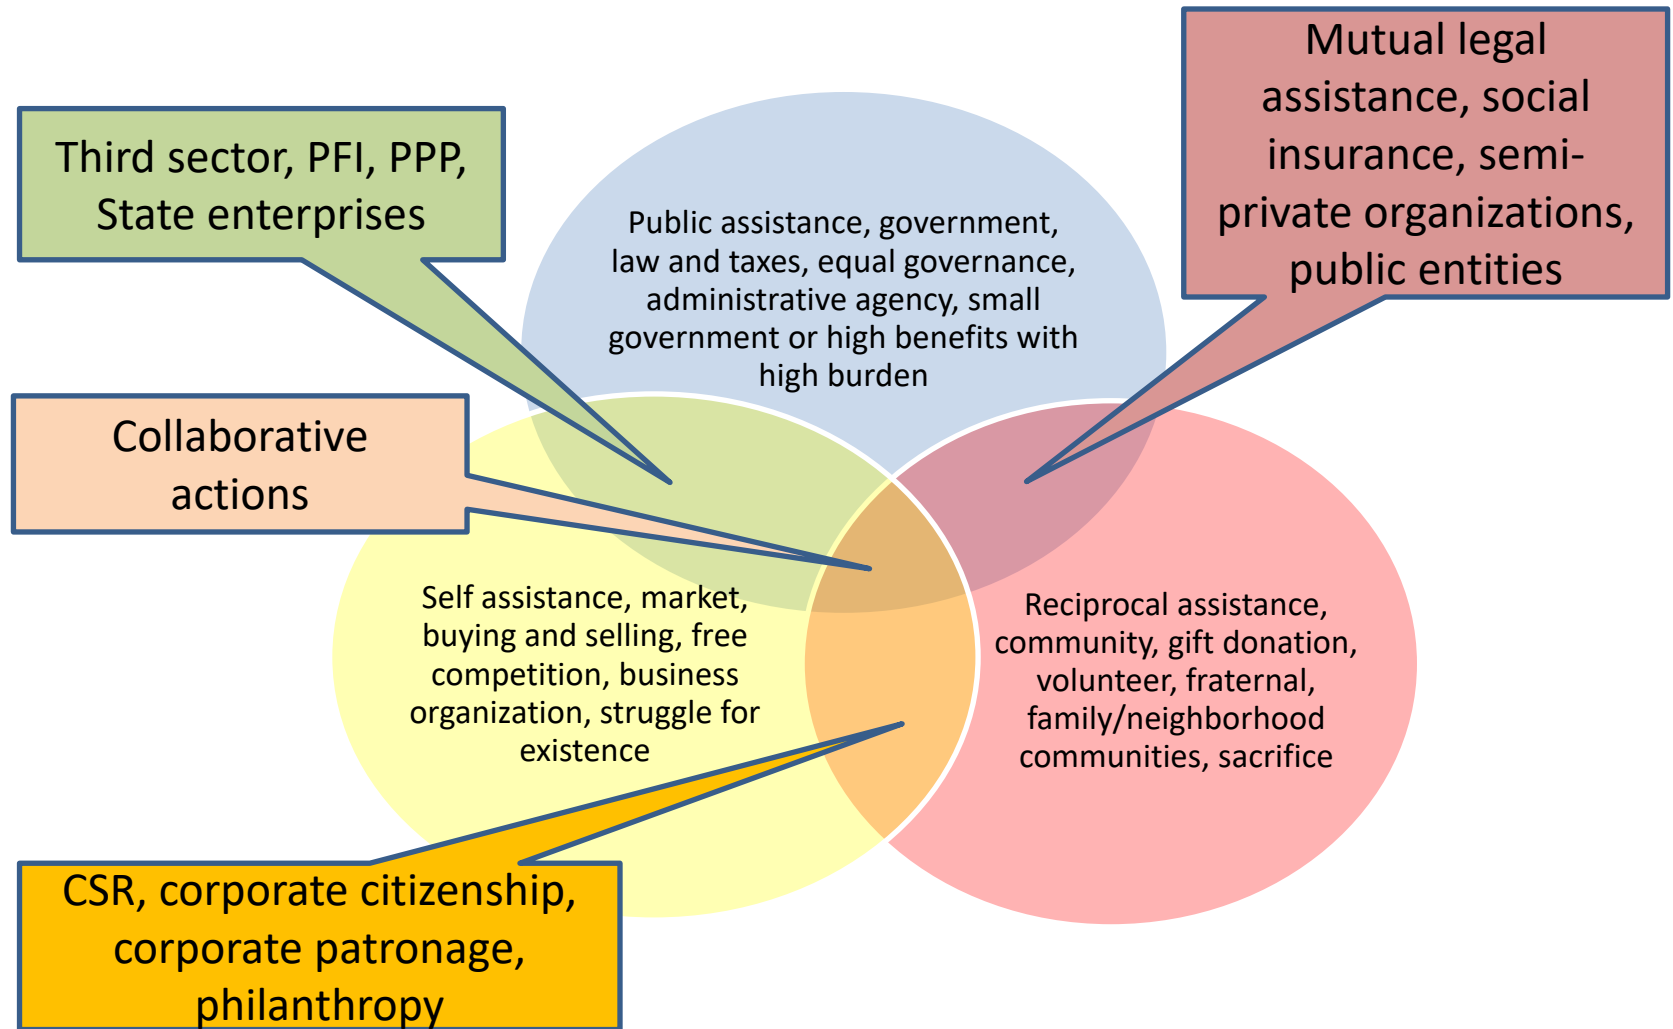 Mutual legal
assistance, social
insurance, semi-
private organizations,
public entities
Third sector, PFI, PPP,
State enterprises
Public assistance, government,
law and taxes, equal governance,
administrative agency, small
government or high benefits with
high burden
Collaborative
actions
Self assistance, market,
buying and selling, free
competition, business
organization, struggle for
existence
Reciprocal assistance,
community, gift donation,
volunteer, fraternal,
family/neighborhood
communities, sacrifice
CSR, corporate citizenship,
corporate patronage,
philanthropy